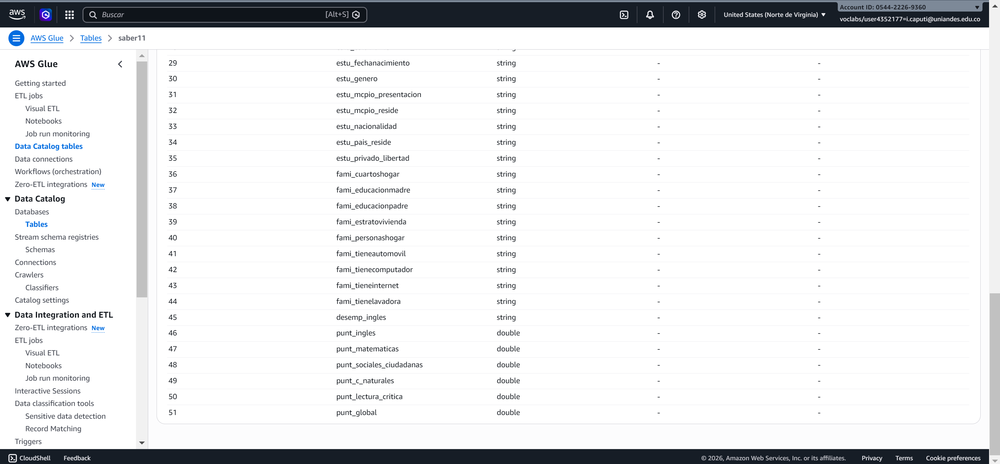 aws
Buscar [Alt+S]
United States (Norte de Virginia)
Account ID: 0544-2226-9360
voclabs/user4352177=i.caputi@uniandes.edu.co
AWS Glue > Tables > saber11
AWS Glue
Getting started
ETL jobs
Visual ETL
Notebooks
Job run monitoring
Data Catalog tables
Data connections
Workflows (orchestration)
Zero-ETL integrations New
Data Catalog
Databases
Tables
Stream schema registries
Schemas
Connections
Crawlers
Classifiers
Catalog settings
Data Integration and ETL
Zero-ETL integrations New
ETL jobs
Visual ETL
Notebooks
Job run monitoring
Interactive Sessions
Data classification tools
Sensitive data detection
Record Matching
Triggers
29 estu_fechanacimiento string - -
30 estu_genero string - -
31 estu_mcpio_presentacion string - -
32 estu_mcpio_reside string - -
33 estu_nacionalidad string - -
34 estu_pais_reside string - -
35 estu_privado_libertad string - -
36 fami_cuartoshogar string - -
37 fami_educacionmadre string - -
38 fami_educacionpadre string - -
39 fami_estratovivienda string - -
40 fami_personashogar string - -
41 fami_tieneautomovil string - -
42 fami_tienecomputador string - -
43 fami_tieneinternet string - -
44 fami_tienelavadora string - -
45 desemp_ingles string - -
46 punt_ingles double - -
47 punt_matematicas double - -
48 punt_sociales_ciudadanas double - -
49 punt_c_naturales double - -
50 punt_lectura_critica double - -
51 punt_global double - -
CloudShell Feedback © 2026, Amazon Web Services, Inc. or its affiliates. Privacy Terms Cookie preferences